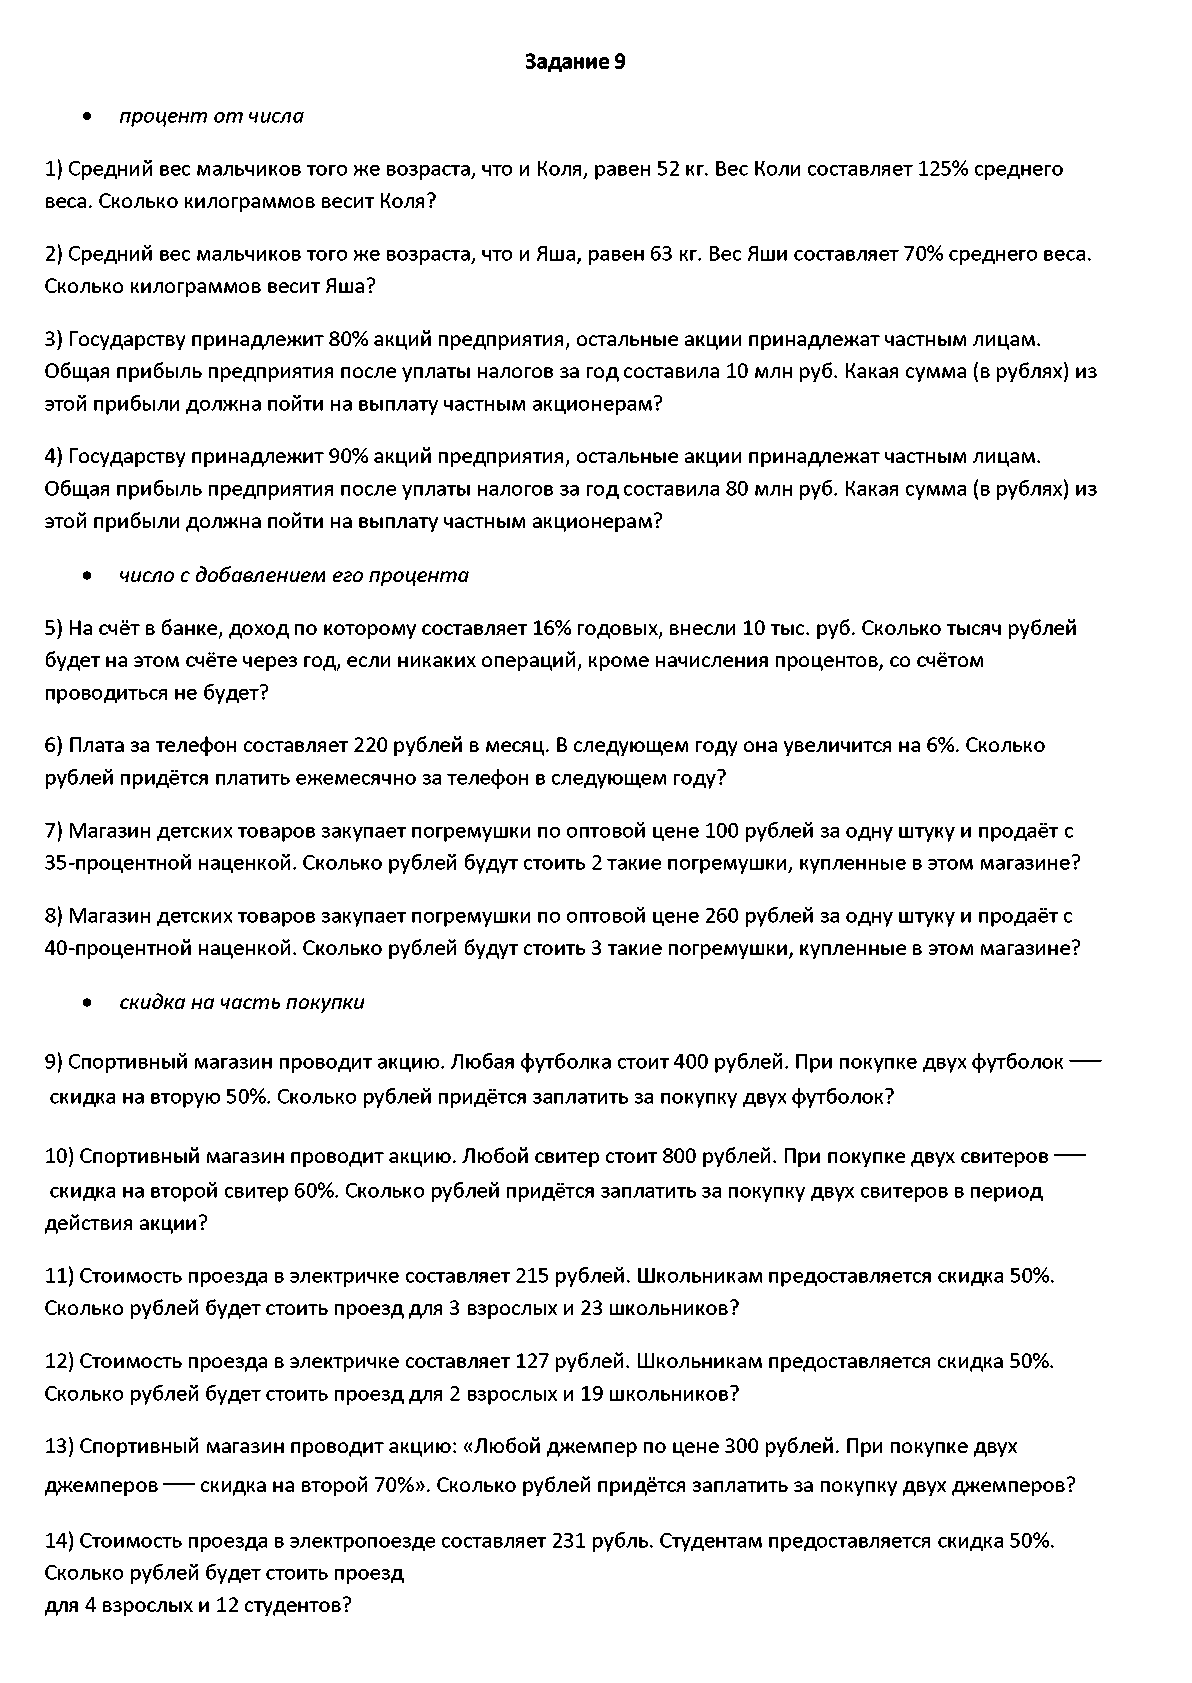 Задание 9
• процент от числа
1) Средний вес мальчиков того же возраста, что и Коля, равен 52 кг. Вес Коли составляет 125% среднего
веса. Сколько килограммов весит Коля?
2) Средний вес мальчиков того же возраста, что и Яша, равен 63 кг. Вес Яши составляет 70% среднего веса.
Сколько килограммов весит Яша?
3) Государству принадлежит 80% акций предприятия, остальные акции принадлежат частным лицам.
Общая прибыль предприятия после уплаты налогов за год составила 10 млн руб. Какая сумма (в рублях) из
этой прибыли должна пойти на выплату частным акционерам?
4) Государству принадлежит 90% акций предприятия, остальные акции принадлежат частным лицам.
Общая прибыль предприятия после уплаты налогов за год составила 80 млн руб. Какая сумма (в рублях) из
этой прибыли должна пойти на выплату частным акционерам?
• число с добавлением его процента
5) На счёт в банке, доход по которому составляет 16% годовых, внесли 10 тыс. руб. Сколько тысяч рублей
будет на этом счёте через год, если никаких операций, кроме начисления процентов, со счётом
проводиться не будет?
6) Плата за телефон составляет 220 рублей в месяц. В следующем году она увеличится на 6%. Сколько
рублей придётся платить ежемесячно за телефон в следующем году?
7) Магазин детских товаров закупает погремушки по оптовой цене 100 рублей за одну штуку и продаёт с
35-процентной наценкой. Сколько рублей будут стоить 2 такие погремушки, купленные в этом магазине?
8) Магазин детских товаров закупает погремушки по оптовой цене 260 рублей за одну штуку и продаёт с
40-процентной наценкой. Сколько рублей будут стоить 3 такие погремушки, купленные в этом магазине?
• скидка на часть покупки
9) Спортивный магазин проводит акцию. Любая футболка стоит 400 рублей. При покупке двух футболок —
скидка на вторую 50%. Сколько рублей придётся заплатить за покупку двух футболок?
10) Спортивный магазин проводит акцию. Любой свитер стоит 800 рублей. При покупке двух свитеров —
скидка на второй свитер 60%. Сколько рублей придётся заплатить за покупку двух свитеров в период
действия акции?
11) Стоимость проезда в электричке составляет 215 рублей. Школьникам предоставляется скидка 50%.
Сколько рублей будет стоить проезд для 3 взрослых и 23 школьников?
12) Стоимость проезда в электричке составляет 127 рублей. Школьникам предоставляется скидка 50%.
Сколько рублей будет стоить проезд для 2 взрослых и 19 школьников?
13) Спортивный магазин проводит акцию: «Любой джемпер по цене 300 рублей. При покупке двух
джемперов — скидка на второй 70%». Сколько рублей придётся заплатить за покупку двух джемперов?
14) Стоимость проезда в электропоезде составляет 231 рубль. Студентам предоставляется скидка 50%.
Сколько рублей будет стоить проезд
для 4 взрослых и 12 студентов?